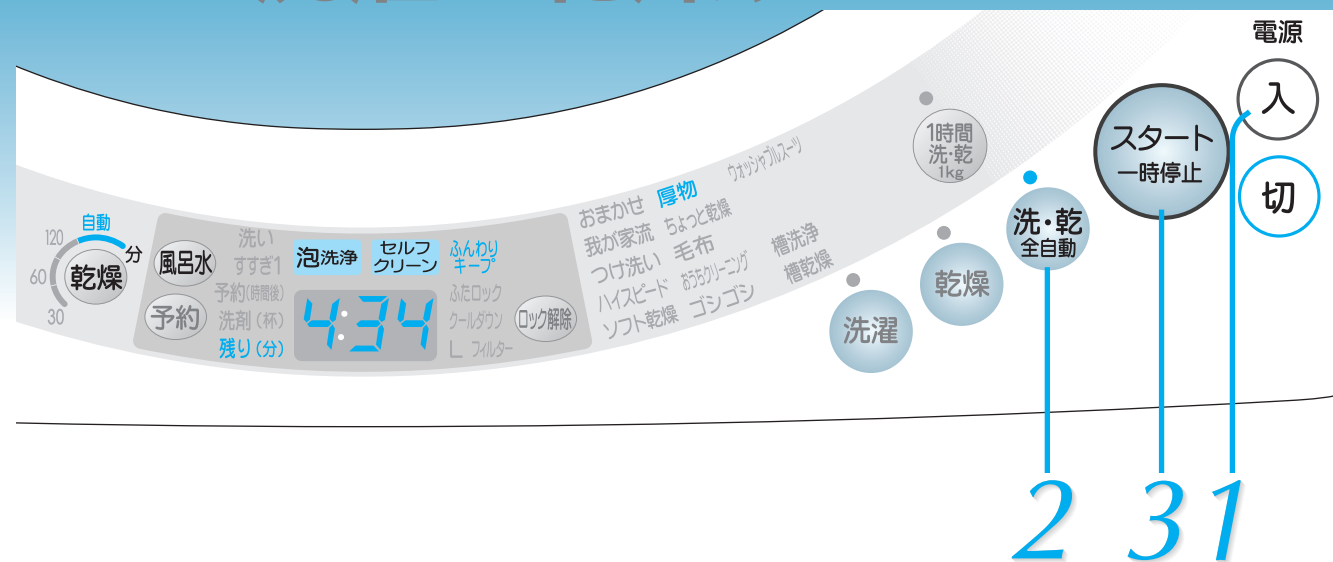 電源
入
切
スタート
一時停止
1時間
洗・乾
1kg
洗・乾
全自動
乾燥
洗濯
ウォッシャブルスーツ
おまかせ 厚物
我が家流 ちょっと乾燥
つけ洗い 毛布 槽洗浄
ハイスピード おうちクリーニング 槽乾燥
ソフト乾燥 ゴシゴシ
自動
120
60
30
分
乾燥
風呂水
予約
洗い
すすぎ1
予約(時間後)
洗剤(杯)
残り(分)
泡洗浄
セルフ
クリーン
4:34
ふんわり
キープ
ふたロック
クールダウン
フィルター
ロック解除
2 3 1